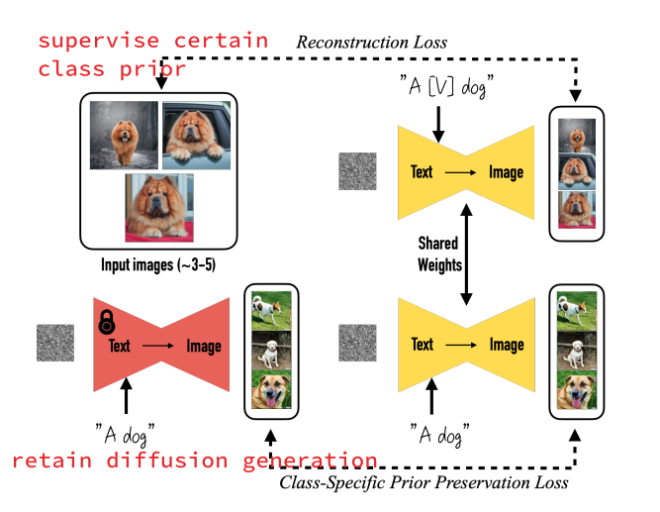 supervise certain
class prior
Reconstruction Loss
"A [V] dog"
Text
Image
Input images (~3-5)
Shared
Weights
Text
Image
Text
Image
"A dog"
"A dog"
retain diffusion generation
Class-Specific Prior Preservation Loss